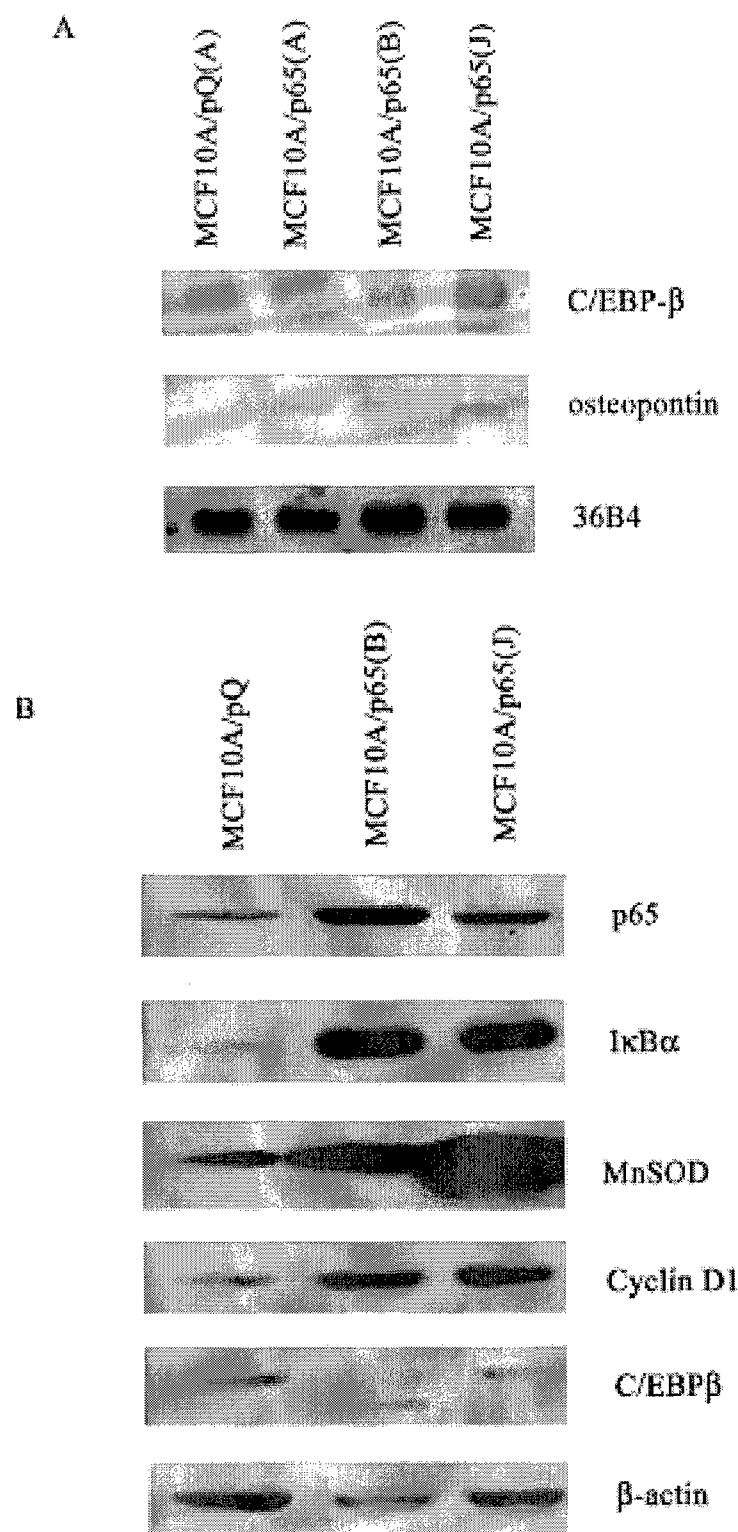 A
MCF10A/pQ(A)
MCF10A/p65(A)
MCF10A/p65(B)
MCF10A/p65(J)
C/EBP-β
osteopontin
36B4
B
MCF10A/pQ
MCF10A/p65(B)
MCF10A/p65(J)
p65
IκBα
MnSOD
Cyclin D1
C/EBPβ
β-actin